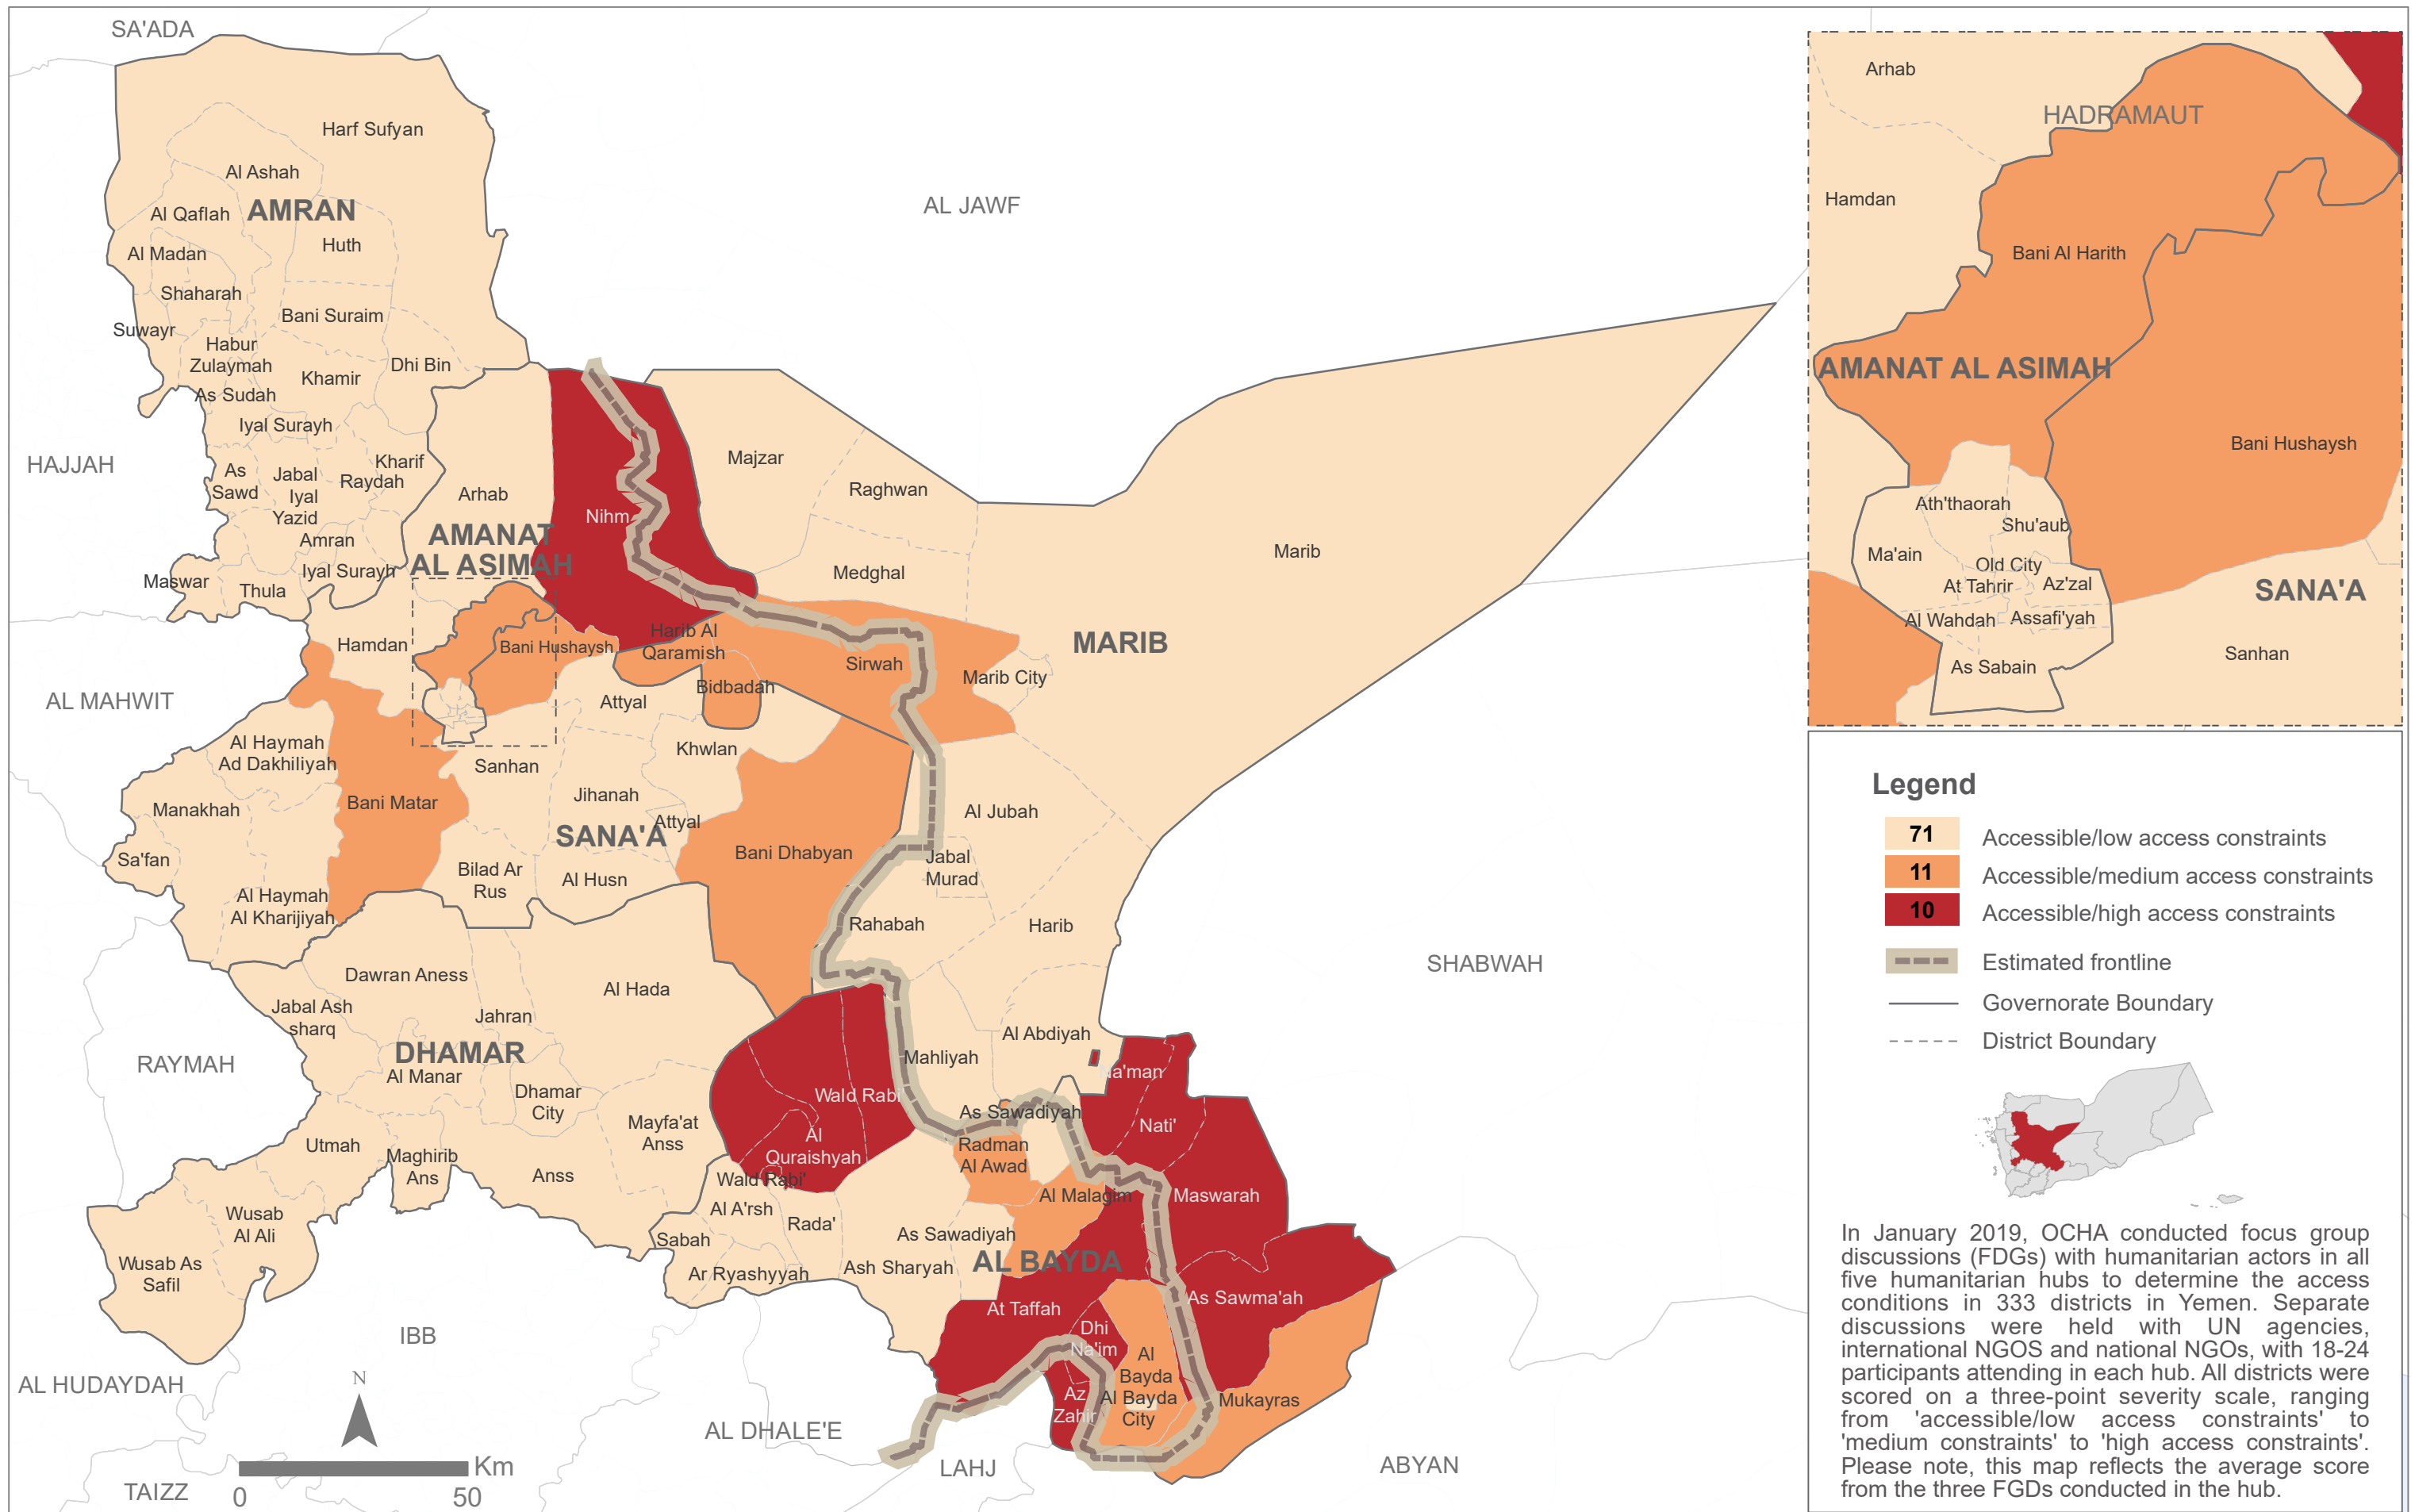 SA'ADA
Harf Sufyan
Al Ashah
Al Qaflah
AMRAN
Huth
Al Madan
Shaharah
Bani Suraim
Suwayr
Habur
Zulaymah
Dhi Bin
Khamir
As Sudah
Iyal Surayh
HAJJAH
As
Sawd
Jabal
Iyal
Yazid
Kharif
Raydah
Amran
Iyal Surayh
Maswar
Thula
AL JAWF
Arhab
AMANAT
AL ASIMAH
Nihm
Majzar
Raghwan
Medghal
Marib
MARIB
Hamdan
Bani Hushaysh
Harib Al
Qaramish
Sirwah
Marib City
Bidbadah
Attyal
AL MAHWIT
Al Haymah
Ad Dakhiliyah
Khwlan
Sanhan
Jihanah
Manakhah
Bani Matar
Attyal
SANA'A
Al Jubah
Sa'fan
Bani Dhabyan
Jabal
Murad
Bilad Ar
Rus
Al Husn
Al Haymah
Al Kharijiyah
Rahabah
Harib
SHABWAH
Dawran Aness
Al Hada
Jabal Ash
sharq
Jahran
DHAMAR
Al Manar
RAYMAH
Dhamar
City
Mayfa'at
Anss
Utmah
Maghirib
Ans
Anss
Wusab
Al Ali
Wusab As
Safil
Al Abdiyah
Mahliyah
Na'man
Wald Rabi'
As Sawadiyah
Nati'
Al
Quraishyah
Radman
Al Awad
Wald Rabi'
Al Malagim
Maswarah
Al A'rsh
Rada'
As Sawadiyah
Sabah
AL BAYDA
Ar Ryashyyah
Ash Sharyah
At Taffah
As Sawma'ah
Dhi
Na'im
Al
Bayda
Az
Zahir
Al Bayda
City
Mukayras
IBB
AL HUDAYDAH
AL DHALE'E
LAHJ
ABYAN
TAIZZ
N
Km
0
50
Arhab
HADRAMAUT
Hamdan
Bani Al Harith
AMANAT AL ASIMAH
Bani Hushaysh
Ath'thaorah
Shu'aub
Ma'ain
Old City
At Tahrir
Az'zal
SANA'A
Al Wahdah
Assafi'yah
As Sabain
Sanhan
Legend
71 Accessible/low access constraints
11 Accessible/medium access constraints
10 Accessible/high access constraints
Estimated frontline
Governorate Boundary
District Boundary
In January 2019, OCHA conducted focus group
discussions (FDGs) with humanitarian actors in all
five humanitarian hubs to determine the access
conditions in 333 districts in Yemen. Separate
discussions were held with UN agencies,
international NGOS and national NGOs, with 18-24
participants attending in each hub. All districts were
scored on a three-point severity scale, ranging
from 'accessible/low access constraints' to
'medium constraints' to 'high access constraints'.
Please note, this map reflects the average score
from the three FGDs conducted in the hub.